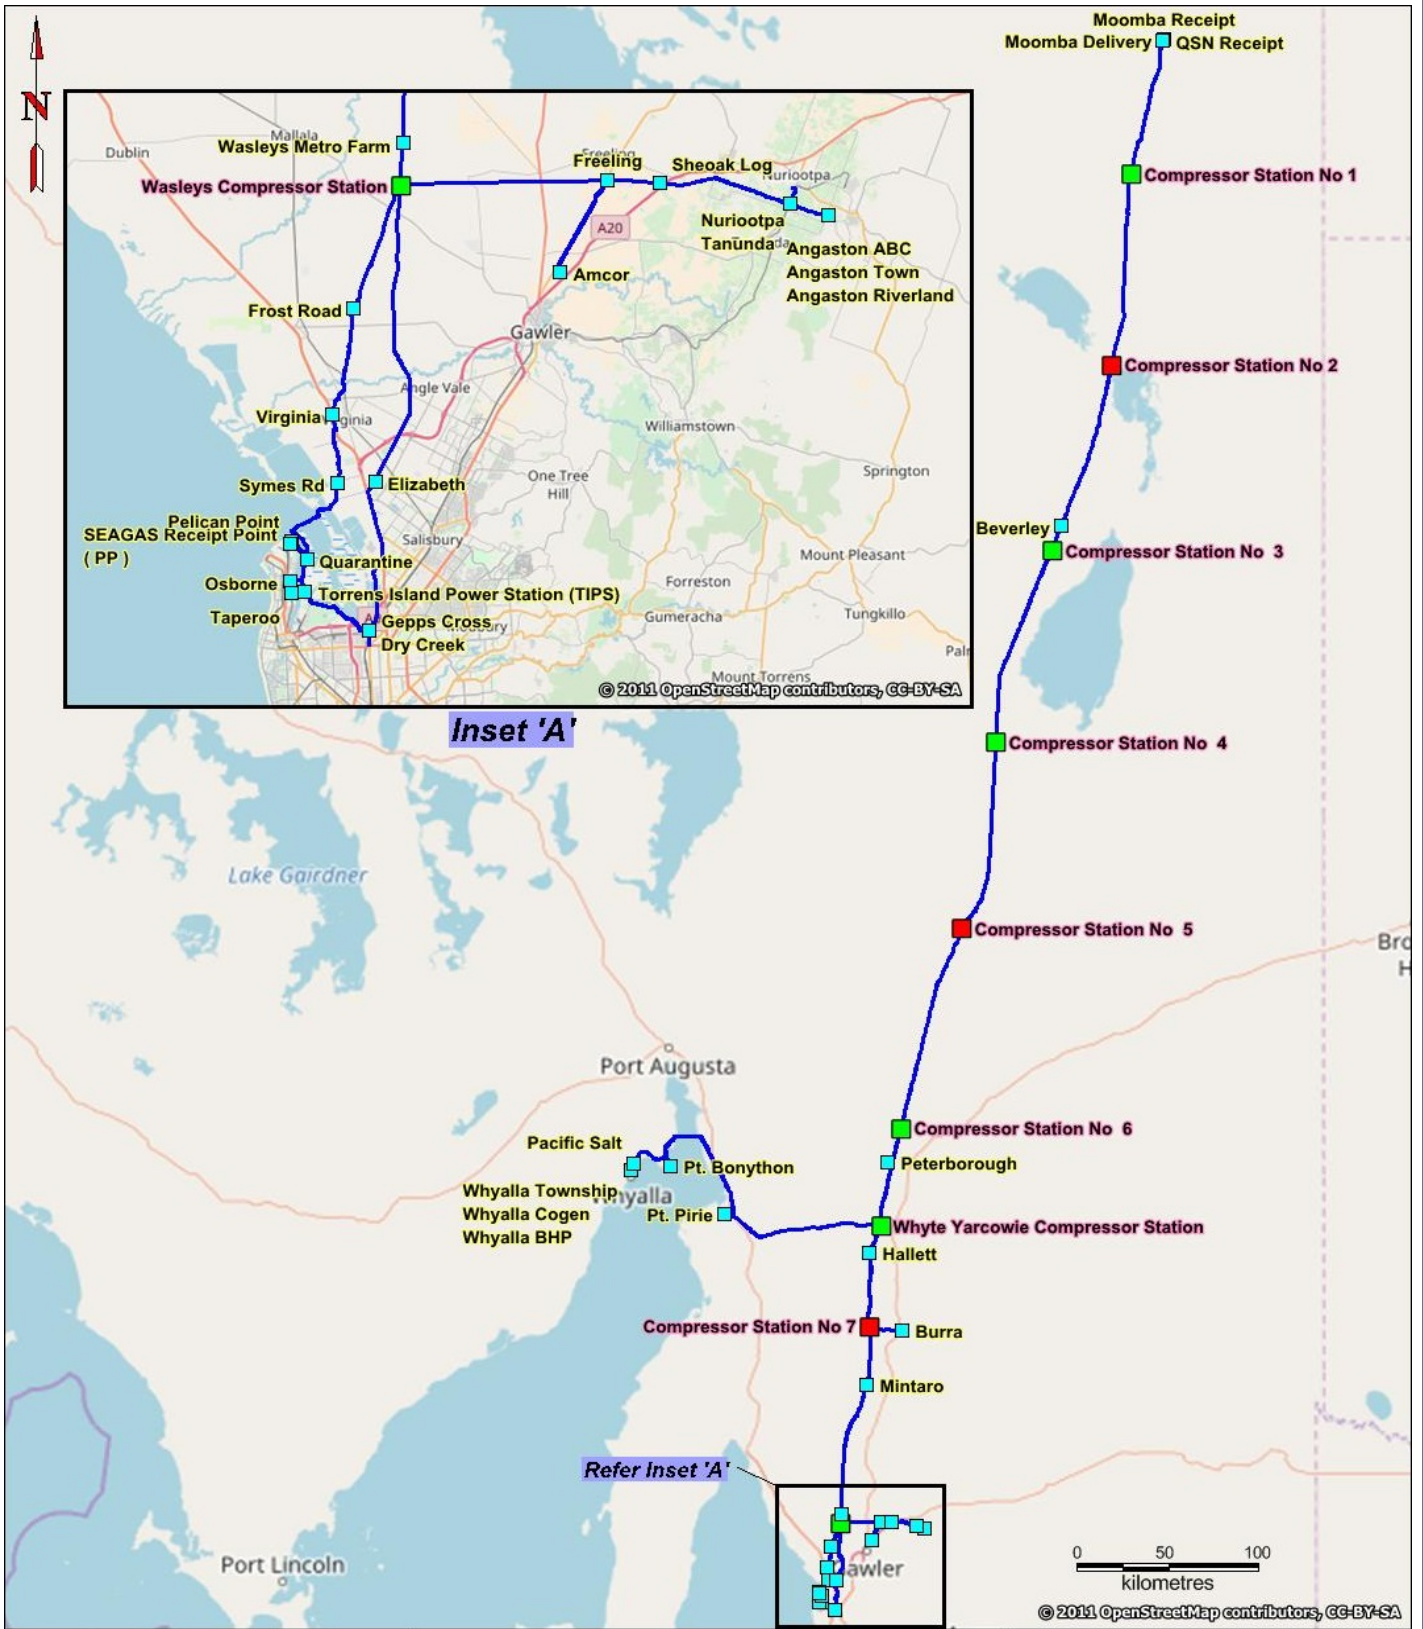 Moomba Receipt
Moomba Delivery
QSN Receipt
N
Compressor Station No 1
Compressor Station No 2
Beverley
Compressor Station No 3
Compressor Station No 4
Compressor Station No 5
Compressor Station No 6
Peterborough
Whyte Yarcowie Compressor Station
Hallett
Compressor Station No 7
Burra
Mintaro
Mallala
Dublin
Wasleys Metro Farm
Wasleys Compressor Station
Freeling
Freeling
Sheoak Log
Nuriootpa
A20
Nuriootpa
Tanunda
Angaston ABC
Angaston Town
Angaston Riverland
Amcor
Frost Road
Gawler
Angle Vale
Virginia
Williamstown
Springton
One Tree
Hill
Symes Rd
Elizabeth
Pelican Point
SEAGAS Receipt Point
( PP )
Salisbury
Mount Pleasant
Quarantine
Osborne
Torrens Island Power Station (TIPS)
Forreston
Taperoo
Gepps Cross
Dry Creek
Gumeracha
Tungkillo
Mount Torrens
© 2011 OpenStreetMap contributors, CC-BY-SA
Inset 'A'
Lake Gairdner
Port Augusta
Pacific Salt
Pt. Bonython
Whyalla Township
Whyalla
Whyalla Cogen
Whyalla BHP
Pt. Pirie
Refer Inset 'A'
Port Lincoln
0 50 100
kilometres
© 2011 OpenStreetMap contributors, CC-BY-SA